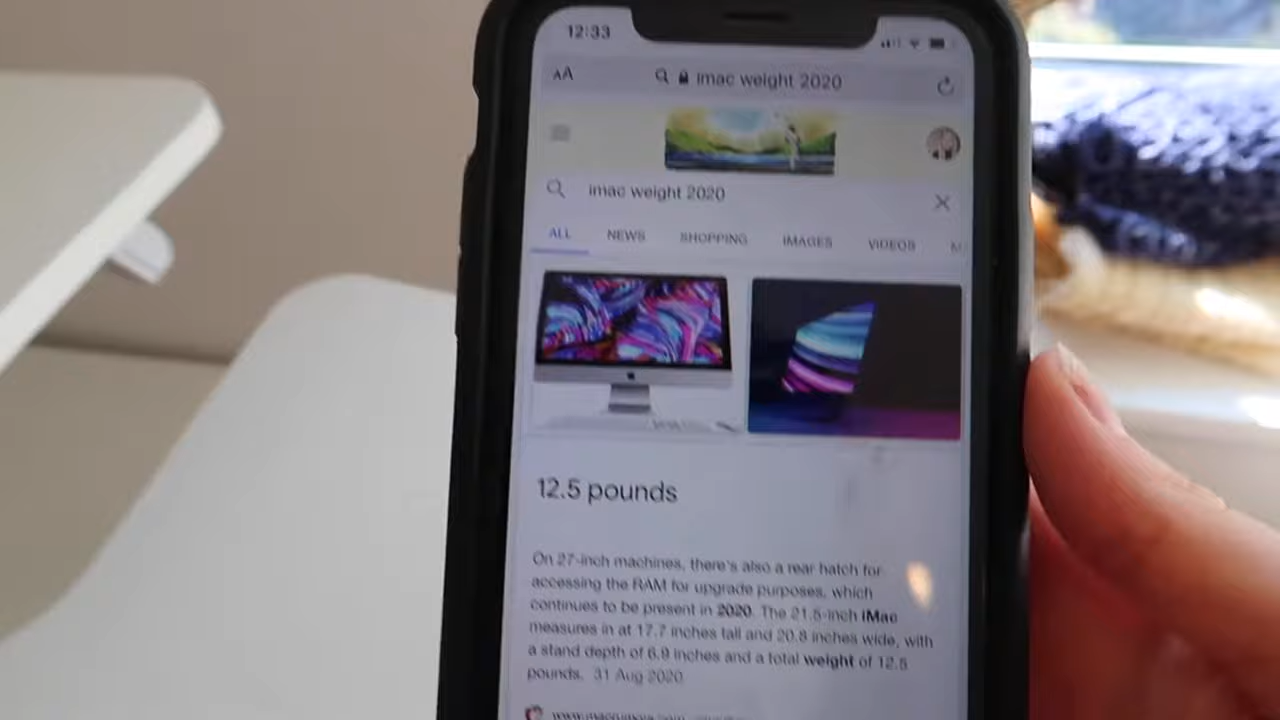 12:33
AA imac weight 2020
imac weight 2020
ALL NEWS SHOPPING IMAGES VIDEOS M
12.5 pounds
On 27-inch machines, there's also a rear hatch for
accessing the RAM for upgrade purposes, which
continues to be present in 2020. The 21.5-inch iMac
measures in at 17.7 inches tall and 20.8 inches wide, with
a stand depth of 6.9 inches and a total weight of 12.5
pounds. 31 Aug 2020
www.macrumors.com